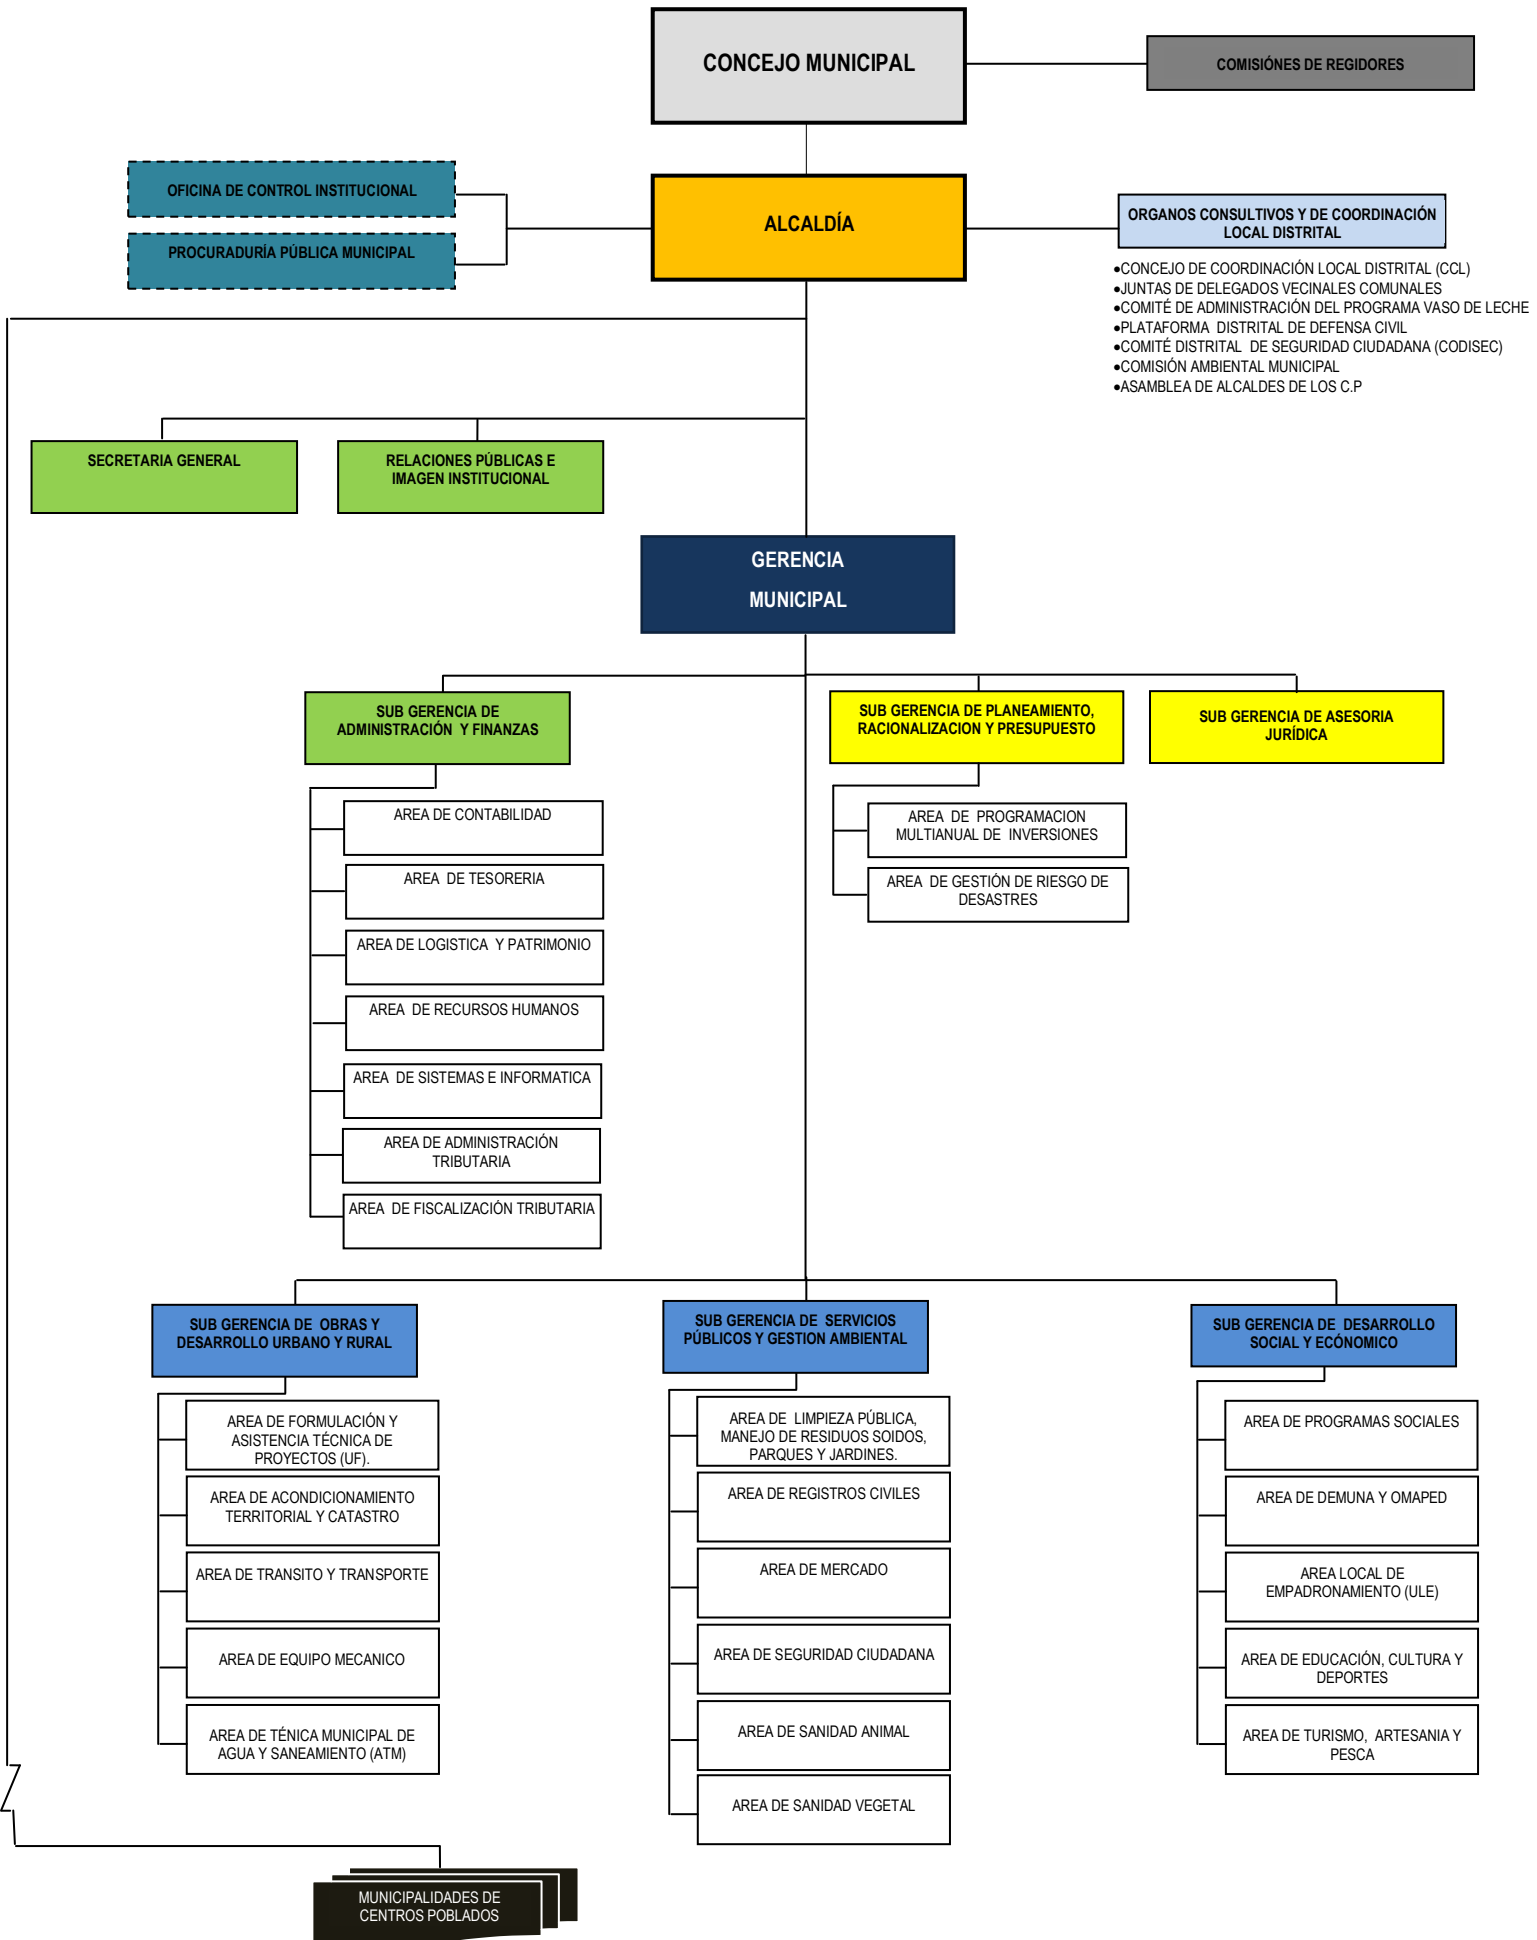 CONCEJO MUNICIPAL
COMISIÓNES DE REGIDORES
OFICINA DE CONTROL INSTITUCIONAL
PROCURADURÍA PÚBLICA MUNICIPAL
ALCALDÍA
ORGANOS CONSULTIVOS Y DE COORDINACIÓN
LOCAL DISTRITAL
•CONCEJO DE COORDINACIÓN LOCAL DISTRITAL (CCL)
•JUNTAS DE DELEGADOS VECINALES COMUNALES
•COMITÉ DE ADMINISTRACIÓN DEL PROGRAMA VASO DE LECHE
•PLATAFORMA DISTRITAL DE DEFENSA CIVIL
•COMITÉ DISTRITAL DE SEGURIDAD CIUDADANA (CODISEC)
•COMISIÓN AMBIENTAL MUNICIPAL
•ASAMBLEA DE ALCALDES DE LOS C.P
SECRETARIA GENERAL
RELACIONES PÚBLICAS E
IMAGEN INSTITUCIONAL
GERENCIA
MUNICIPAL
SUB GERENCIA DE
ADMINISTRACIÓN Y FINANZAS
SUB GERENCIA DE PLANEAMIENTO,
RACIONALIZACION Y PRESUPUESTO
SUB GERENCIA DE ASESORIA
JURÍDICA
AREA DE CONTABILIDAD
AREA DE TESORERIA
AREA DE LOGISTICA Y PATRIMONIO
AREA DE RECURSOS HUMANOS
AREA DE SISTEMAS E INFORMATICA
AREA DE ADMINISTRACIÓN
TRIBUTARIA
AREA DE FISCALIZACIÓN TRIBUTARIA
AREA DE PROGRAMACION
MULTIANUAL DE INVERSIONES
AREA DE GESTIÓN DE RIESGO DE
DESASTRES
SUB GERENCIA DE OBRAS Y
DESARROLLO URBANO Y RURAL
AREA DE FORMULACIÓN Y
ASISTENCIA TÉCNICA DE
PROYECTOS (UF).
AREA DE ACONDICIONAMIENTO
TERRITORIAL Y CATASTRO
AREA DE TRANSITO Y TRANSPORTE
AREA DE EQUIPO MECANICO
AREA DE TÉNICA MUNICIPAL DE
AGUA Y SANEAMIENTO (ATM)
SUB GERENCIA DE SERVICIOS
PÚBLICOS Y GESTION AMBIENTAL
AREA DE LIMPIEZA PÚBLICA,
MANEJO DE RESIDUOS SOIDOS,
PARQUES Y JARDINES.
AREA DE REGISTROS CIVILES
AREA DE MERCADO
AREA DE SEGURIDAD CIUDADANA
AREA DE SANIDAD ANIMAL
AREA DE SANIDAD VEGETAL
SUB GERENCIA DE DESARROLLO
SOCIAL Y ECÓNOMICO
AREA DE PROGRAMAS SOCIALES
AREA DE DEMUNA Y OMAPED
AREA LOCAL DE
EMPADRONAMIENTO (ULE)
AREA DE EDUCACIÓN, CULTURA Y
DEPORTES
AREA DE TURISMO, ARTESANIA Y
PESCA
MUNICIPALIDADES DE
CENTROS POBLADOS